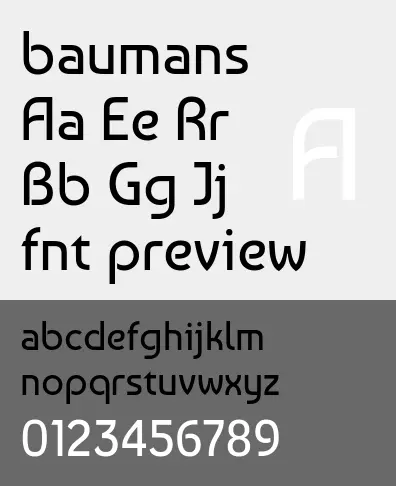 baumans
Aa Ee Rr
A
Bb Gg Jj
fnt preview
abcdefghijklm
nopqrstuvwxyz
0123456789